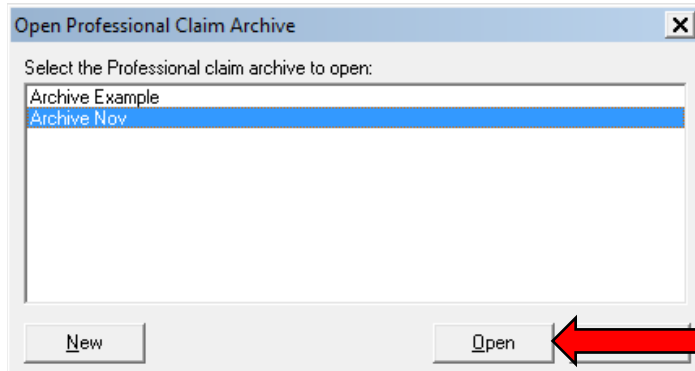 Open Professional Claim Archive
Select the Professional claim archive to open:
Archive Example
Archive Nov
New
Open